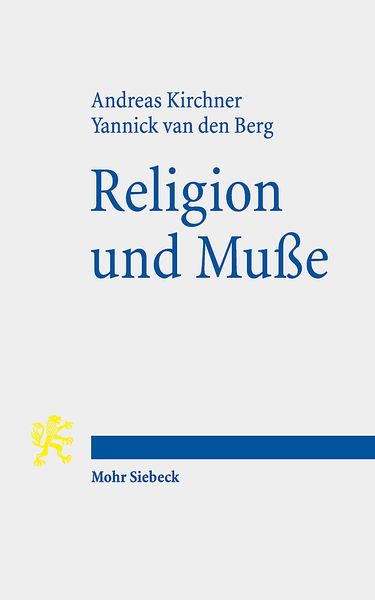 Andreas Kirchner
Yannick van den Berg
Religion
und Muße
Mohr Siebeck